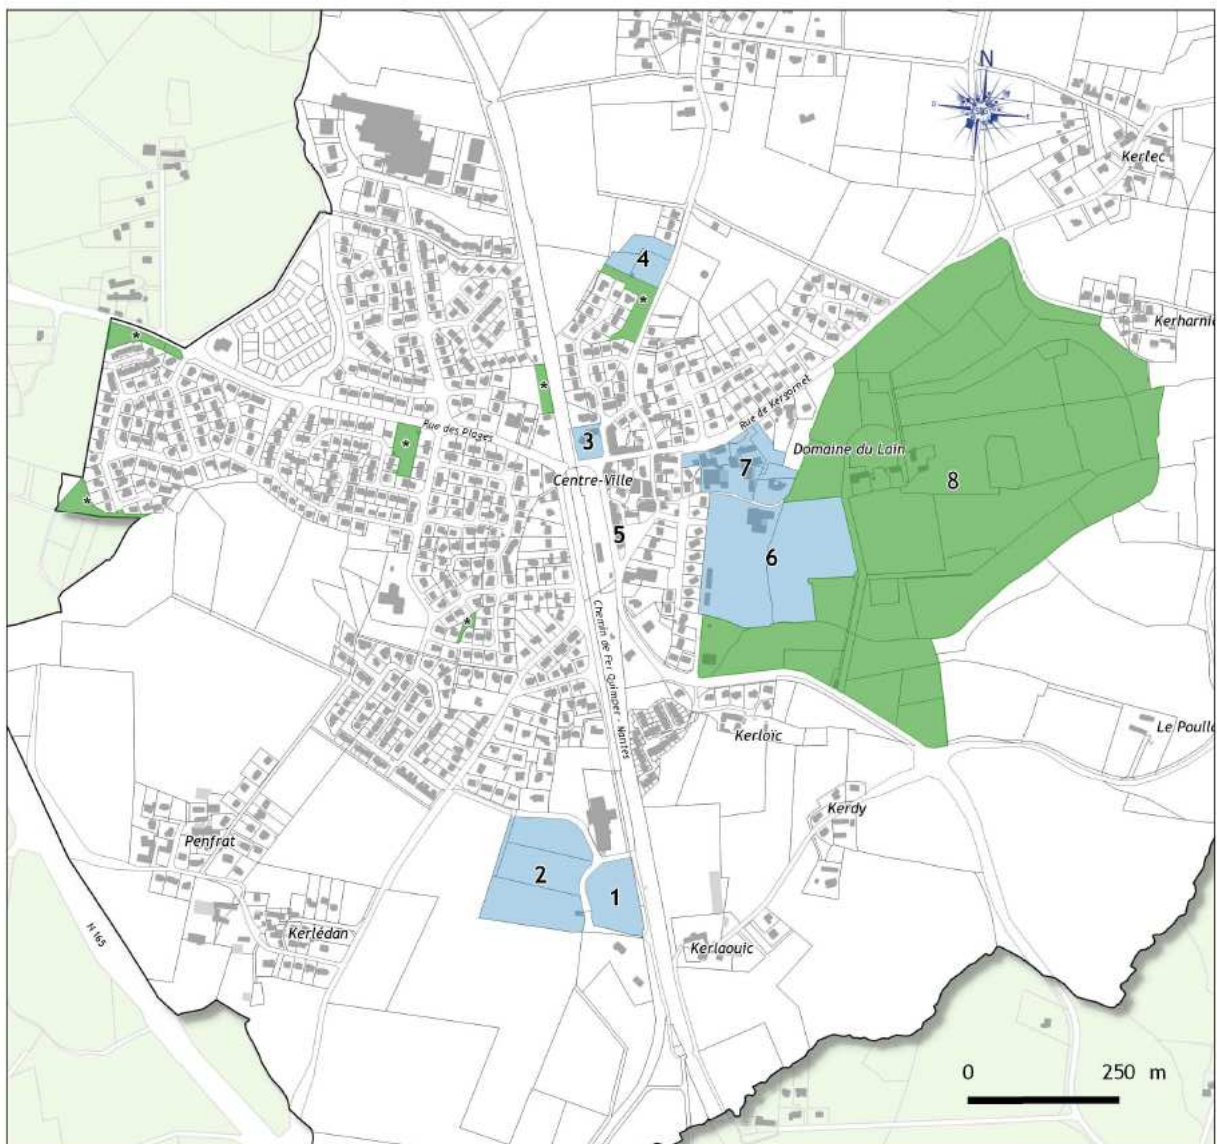 N
Kerlec
4
*
Kerharnie
*
*
Rue de Kergornet
Rue des Plages
*
3
Domaine du Lain
7
Centre-Ville
8
*
5
6
*
Chemin de Fer Quimper - Nantes
Kerloïc
Le Poull
Kerdy
Penfrat
2
1
N 165
Kerlédan
Kerlaouic
0 250 m